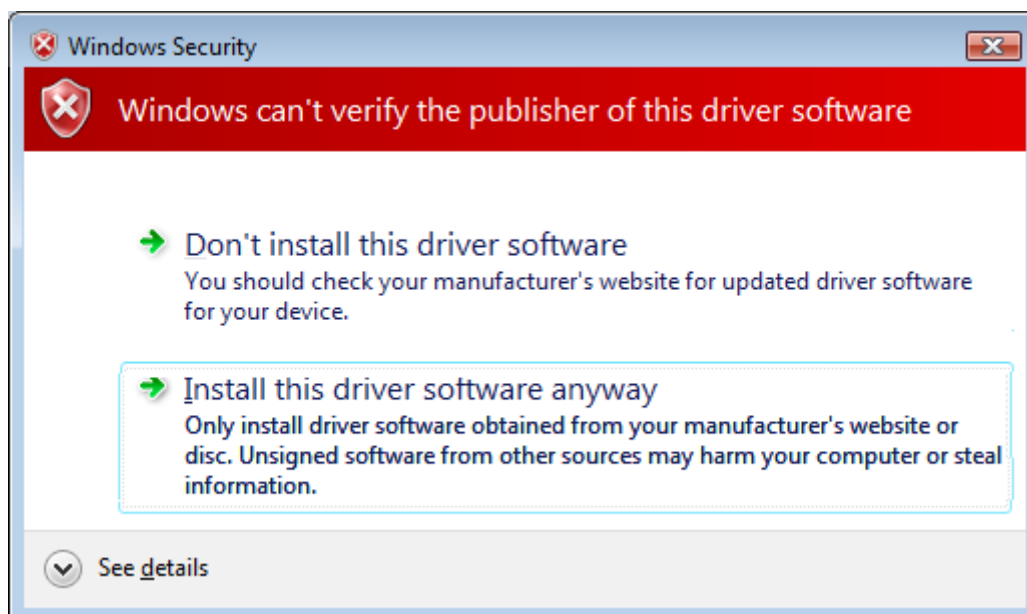 Windows Security
Windows can't verify the publisher of this driver software
Don't install this driver software
You should check your manufacturer's website for updated driver software
for your device.
Install this driver software anyway
Only install driver software obtained from your manufacturer's website or
disc. Unsigned software from other sources may harm your computer or steal
information.
See details